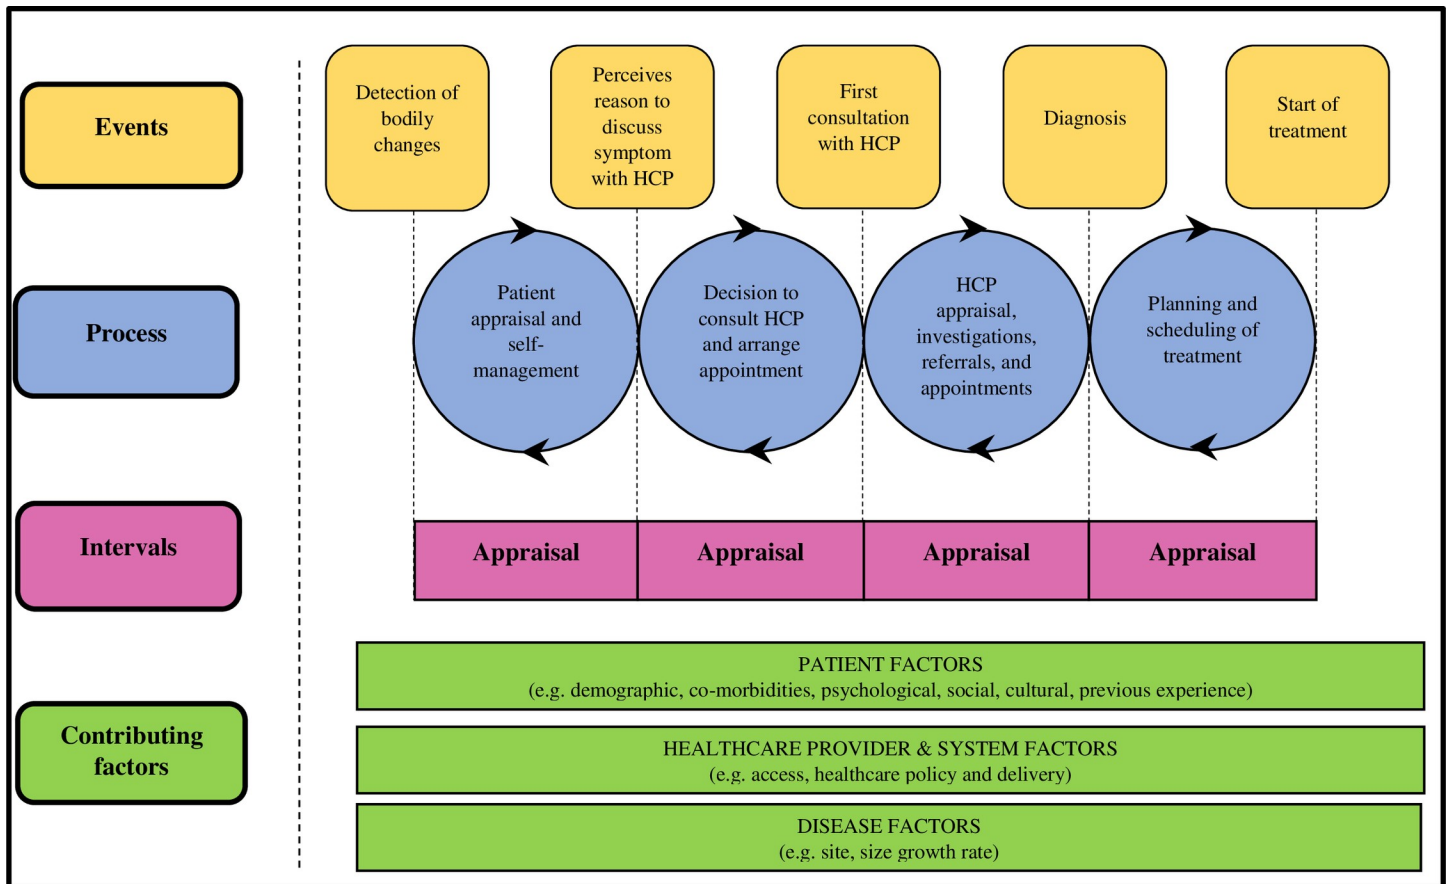 Events
Detection of
bodily
changes
Perceives
reason to
discuss
symptom
with HCP
First
consultation
with HCP
Diagnosis
Start of
treatment
Process
Patient
appraisal and
self-
management
Decision to
consult HCP
and arrange
appointment
HCP
appraisal,
investigations,
referrals, and
appointments
Planning and
scheduling of
treatment
Intervals
Appraisal
Appraisal
Appraisal
Appraisal
Contributing
factors
PATIENT FACTORS
(e.g. demographic, co-morbidities, psychological, social, cultural, previous experience)
HEALTHCARE PROVIDER & SYSTEM FACTORS
(e.g. access, healthcare policy and delivery)
DISEASE FACTORS
(e.g. site, size growth rate)